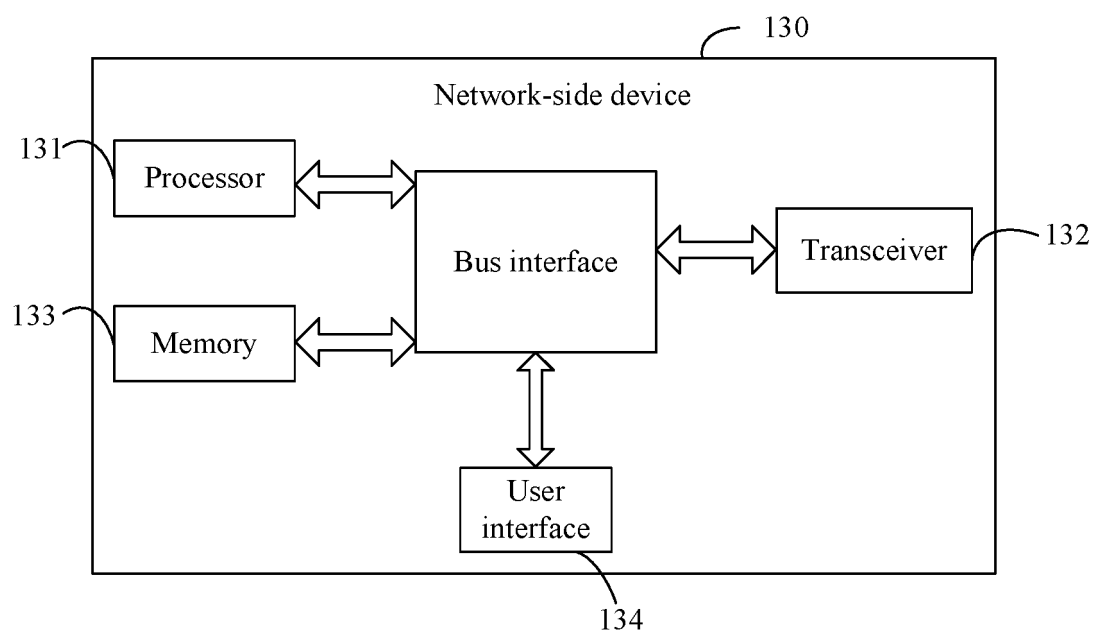 130
Network-side device
131
Processor
Bus interface
Transceiver
132
133
Memory
User
interface
134